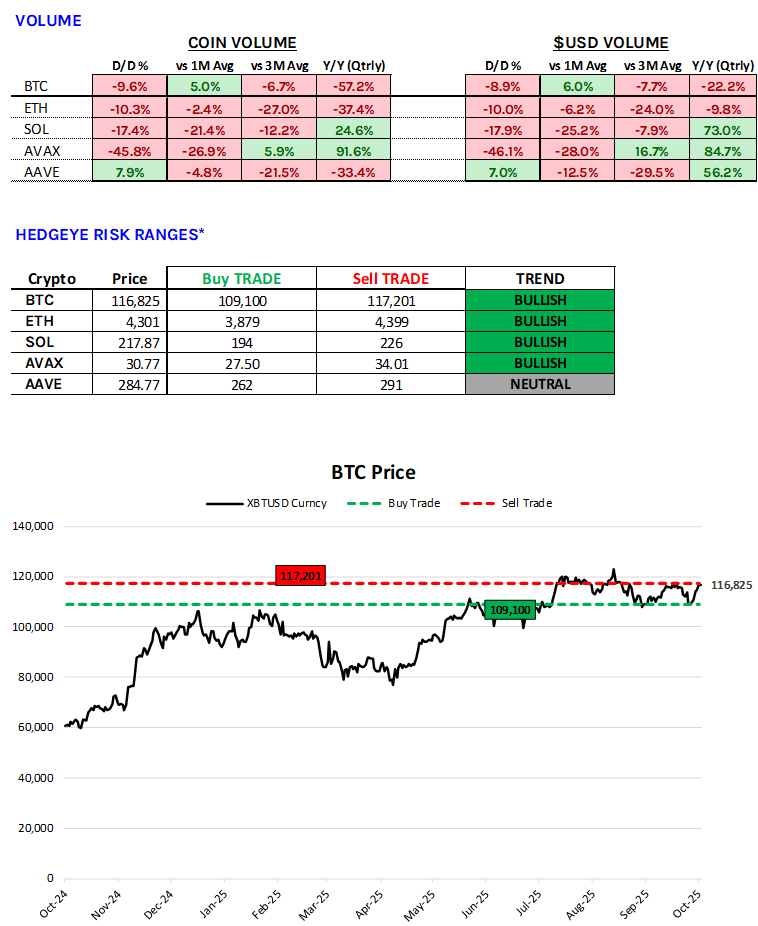 VOLUME
COIN VOLUME $USD VOLUME
D/D % vs 1M Avg vs 3M Avg Y/Y (Qtrly) D/D % vs 1M Avg vs 3M Avg Y/Y (Qtrly)
BTC -9.6% 5.0% -6.7% -57.2% -8.9% 6.0% -7.7% -22.2%
ETH -10.3% -2.4% -27.0% -37.4% -10.0% -6.2% -24.0% -9.8%
SOL -17.4% -21.4% -12.2% 24.6% -17.9% -25.2% -7.9% 73.0%
AVAX -45.8% -26.9% 5.9% 91.6% -46.1% -28.0% 16.7% 84.7%
AAVE 7.9% -4.8% -21.5% -33.4% 7.0% -12.5% -29.5% 56.2%
HEDGEYE RISK RANGES*
Crypto Price Buy TRADE Sell TRADE TREND
BTC 116,825 109,100 117,201 BULLISH
ETH 4,301 3,879 4,399 BULLISH
SOL 217.87 194 226 BULLISH
AVAX 30.77 27.50 34.01 BULLISH
AAVE 284.77 262 291 NEUTRAL
BTC Price
XBTUSD Curncy Buy Trade Sell Trade
140,000
120,000
117,201
116,825
109,100
100,000
80,000
60,000
40,000
20,000
0
Oct-24 Nov-24 Dec-24 Jan-25 Feb-25 Mar-25 Apr-25 May-25 Jun-25 Jul-25 Aug-25 Sep-25 Oct-25